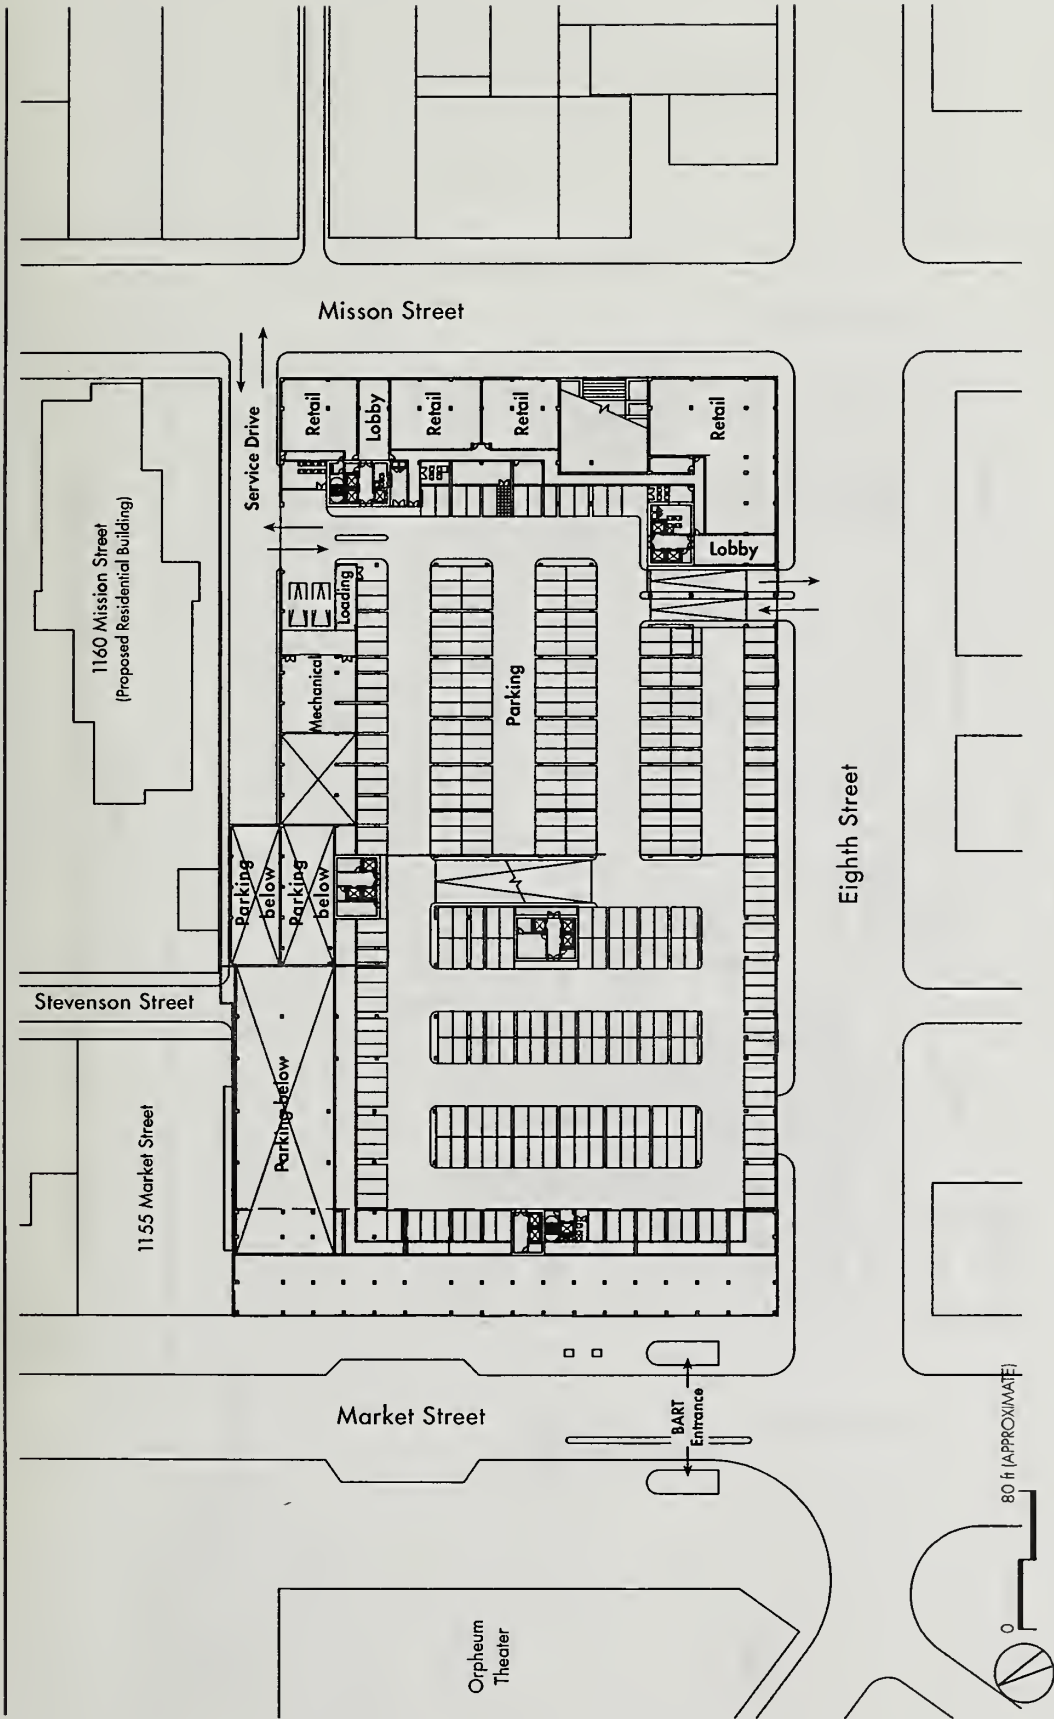 Misson Street
1160 Mission Street
(Proposed Residential Building)
Service Drive
Retail
Lobby
Retail
Retail
Retail
Lobby
Loading
Mechanical
Parking
Parking
below
Parking
below
Stevenson Street
Eighth Street
1155 Market Street
Parking below
Market Street
BART
Entrance
Orpheum
Theater
0
80 ft (APPROXIMATE)